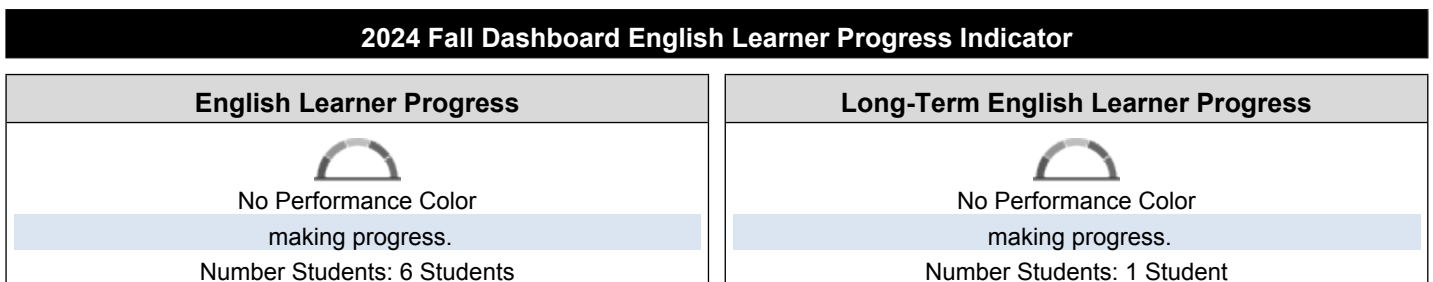 2024 Fall Dashboard English Learner Progress Indicator
English Learner Progress
No Performance Color
making progress.
Number Students: 6 Students
Long-Term English Learner Progress
No Performance Color
making progress.
Number Students: 1 Student